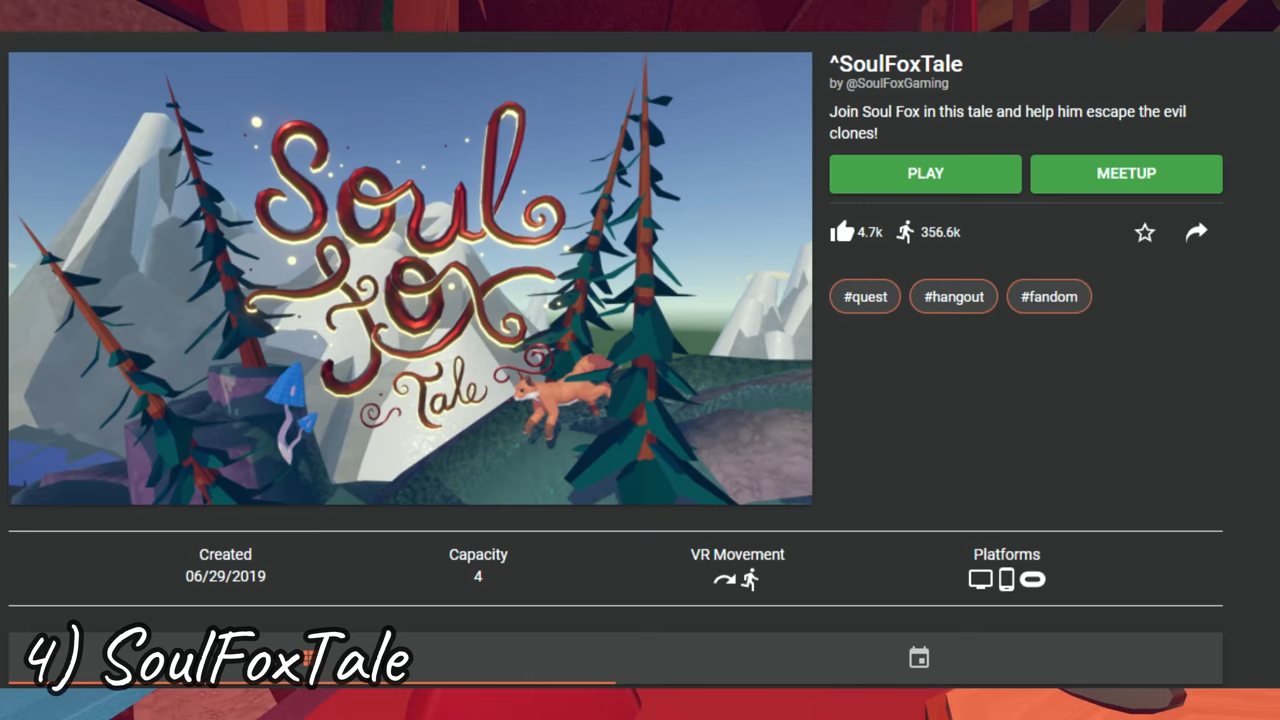 Soul
Fox
Tale
^SoulFoxTale
by @SoulFoxGaming
Join Soul Fox in this tale and help him escape the evil
clones!
PLAY MEETUP
4.7k 356.6k
#quest #hangout #fandom
Created Capacity VR Movement Platforms
06/29/2019 4
4) SoulFoxTale